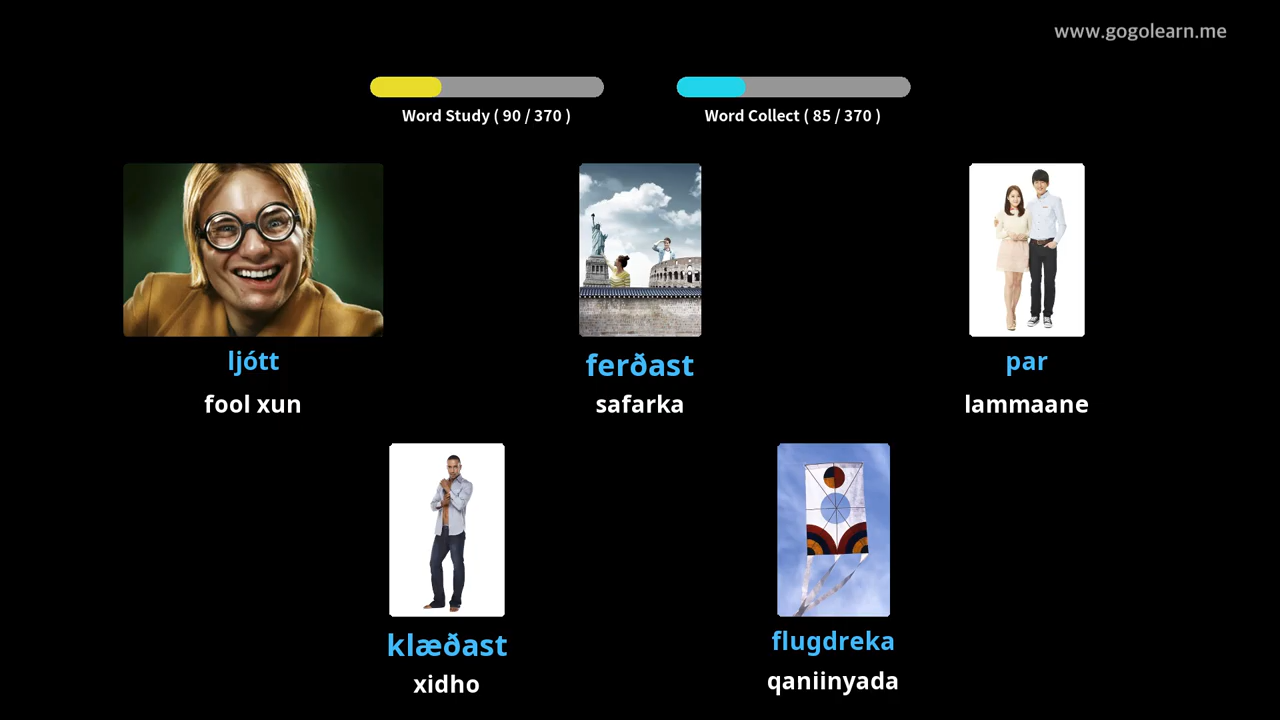 www.gogolearn.me
Word Study ( 90 / 370 )
Word Collect ( 85 / 370 )
ljótt
fool xun
ferðast
safarka
par
lammaane
klæðast
xidho
flugdreka
qaniinyada